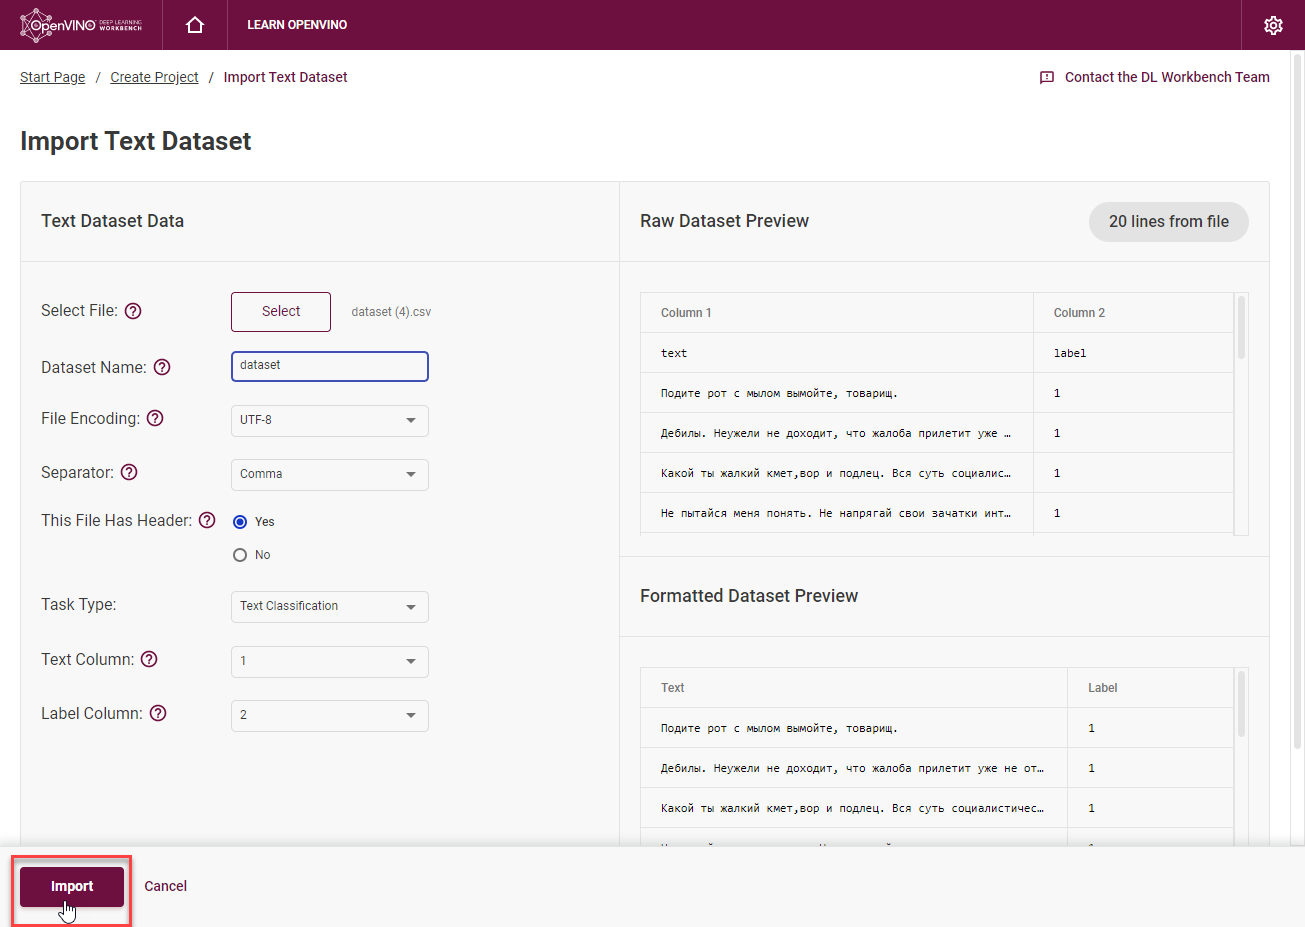 OpenVINO DEEP LEARNING WORKBENCH
LEARN OPENVINO
Start Page / Create Project / Import Text Dataset
Contact the DL Workbench Team
Import Text Dataset
Text Dataset Data
Select File: ?
Select
dataset (4).csv
Dataset Name: ?
dataset
File Encoding: ?
UTF-8
Separator: ?
Comma
This File Has Header: ?
Yes
No
Task Type:
Text Classification
Text Column: ?
1
Label Column: ?
2
Raw Dataset Preview
20 lines from file
Column 1 Column 2
text label
Подите рот с мылом вымойте, товарищ. 1
Дебилы. Неужели не доходит, что жалоба прилетит уже … 1
Какой ты жалкий кмет,вор и подлец. Вся суть социалис… 1
Не пытайся меня понять. Не напрягай свои зачатки инт… 1
Formatted Dataset Preview
Text Label
Подите рот с мылом вымойте, товарищ. 1
Дебилы. Неужели не доходит, что жалоба прилетит уже не от… 1
Какой ты жалкий кмет,вор и подлец. Вся суть социалистичес… 1
Import
Cancel